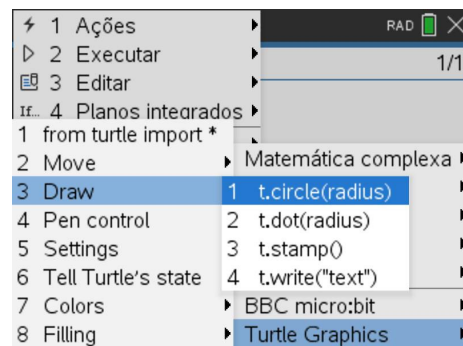 1 Ações
RAD
2 Executar
1/1
3 Editar
If... 4 Planos integrados
1 from turtle import *
2 Move
Matemática complexa
3 Draw
1 t.circle(radius)
4 Pen control
2 t.dot(radius)
5 Settings
3 t.stamp()
6 Tell Turtle's state
4 t.write("text")
7 Colors
BBC micro:bit
8 Filling
Turtle Graphics